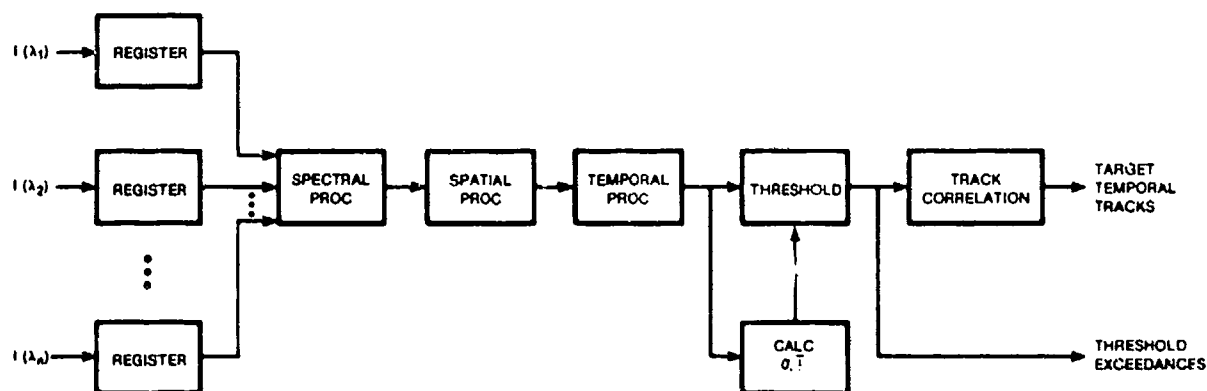 I (λ1)
REGISTER
I (λ2)
REGISTER
I (λn)
REGISTER
SPECTRAL
PROC
SPATIAL
PROC
TEMPORAL
PROC
THRESHOLD
CALC
TRACK
CORRELATION
TARGET
TEMPORAL
TRACKS
THRESHOLD
EXCEEDANCES